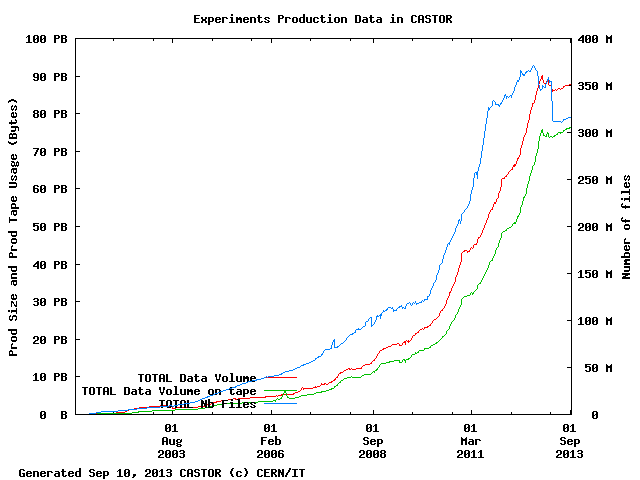 Experiments Production Data in CASTOR
100 PB
90 PB
80 PB
70 PB
60 PB
50 PB
40 PB
30 PB
20 PB
10 PB
0 B
Prod Size and Prod Tape Usage (Bytes)
400 M
350 M
300 M
250 M
200 M
150 M
100 M
50 M
0
Number of files
TOTAL Data Volume
TOTAL Data Volume on tape
TOTAL Nb Files
01 Aug 2003
01 Feb 2006
01 Sep 2008
01 Mar 2011
01 Sep 2013
Generated Sep 10, 2013 CASTOR (c) CERN/IT